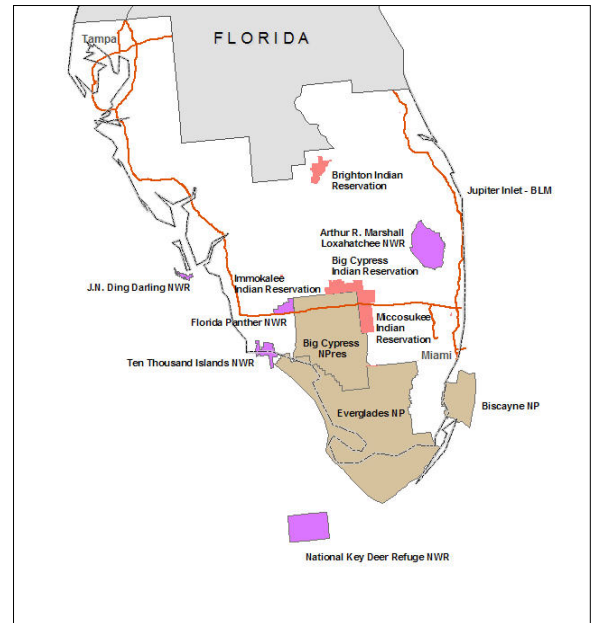 Tampa
FLORIDA
Brighton Indian
Reservation
Jupiter Inlet - BLM
Arthur R. Marshall
Loxahatchee NWR
Big Cypress
Indian Reservation
Immokalee
Indian Reservation
J.N. Ding Darling NWR
Florida Panther NWR
Miccosukee
Indian
Reservation
Big Cypress
NPres
Miami
Ten Thousand Islands NWR
Everglades NP
Biscayne NP
National Key Deer Refuge NWR